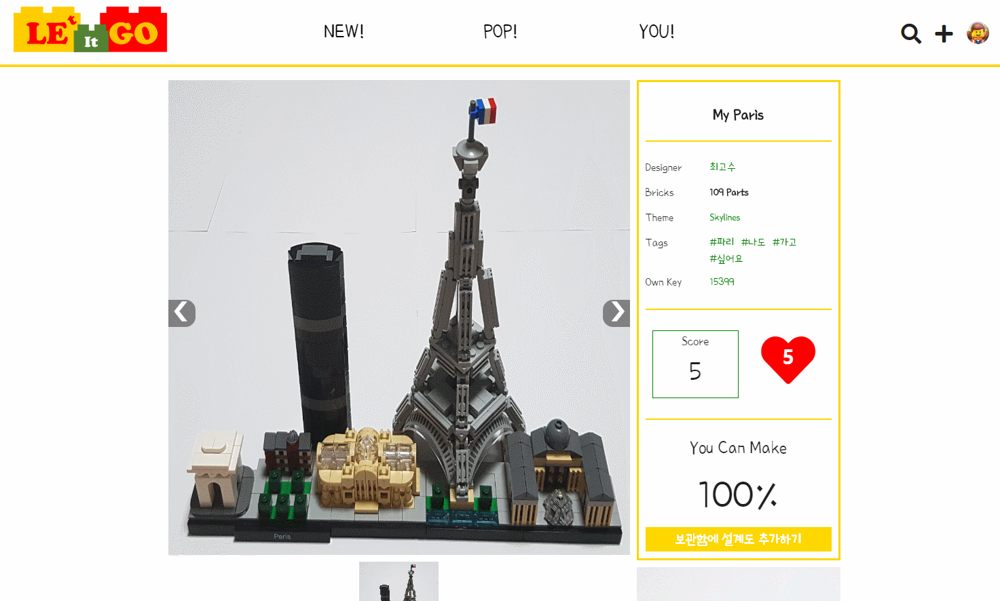 LEt It GO
NEW!
POP!
YOU!
My Paris
Designer 최고수
Bricks 109 Parts
Theme Skylines
Tags #파리 #나도 #가고
#싶어요
Own Key 15399
Score
5
5
You Can Make
100%
보관함에 설계도 추가하기
Paris